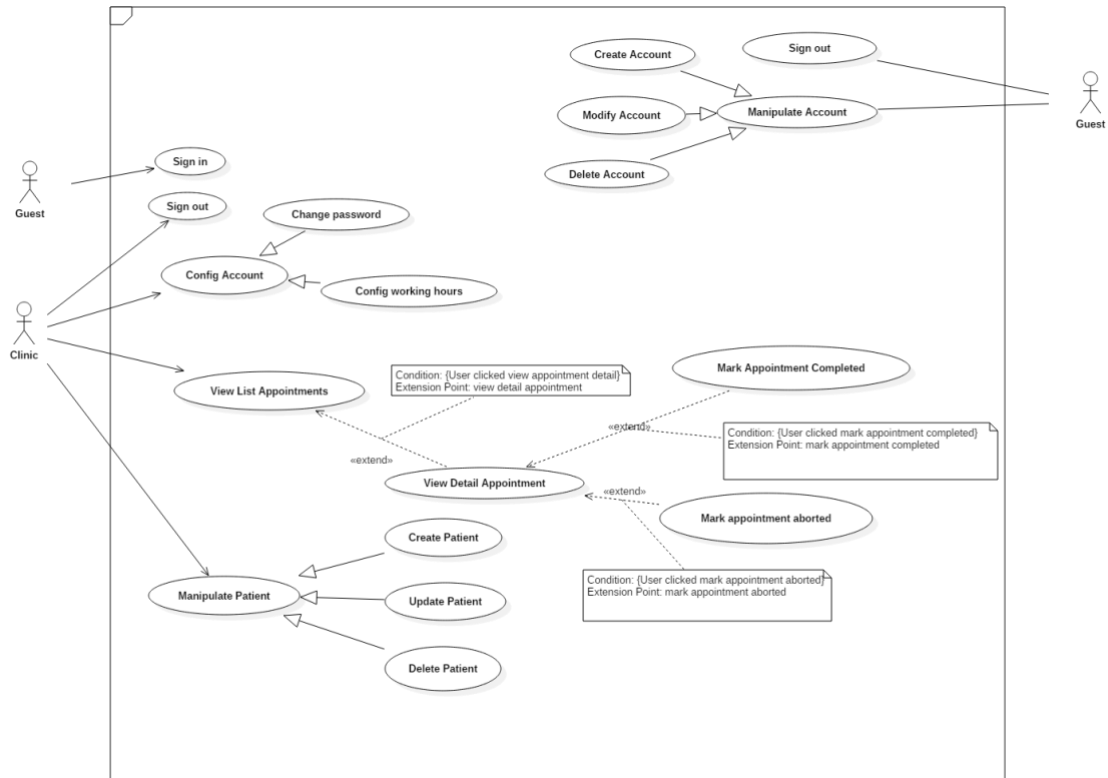 Create Account
Sign out
Modify Account
Manipulate Account
Guest
Delete Account
Sign in
Guest
Sign out
Change password
Config Account
Config working hours
Clinic
Mark Appointment Completed
Condition: {User clicked view appointment detail}
Extension Point: view detail appointment
View List Appointments
«extend»
Condition: {User clicked mark appointment completed}
Extension Point: mark appointment completed
«extend»
View Detail Appointment
«extend»
Mark appointment aborted
Create Patient
Condition: {User clicked mark appointment aborted}
Extension Point: mark appointment aborted
Manipulate Patient
Update Patient
Delete Patient